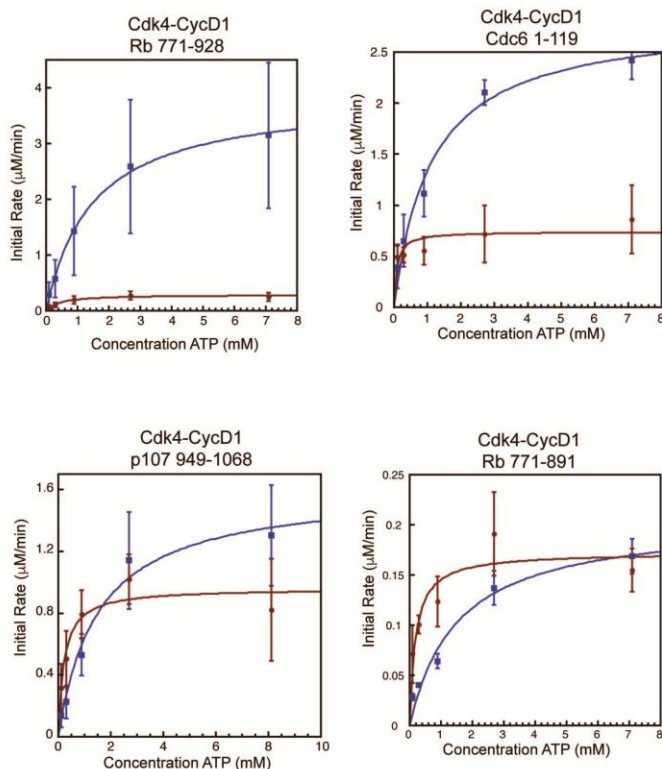 Cdk4-CycD1
Rb 771-928
Initial Rate (μM/min)
4
3
2
1
0
0 1 2 3 4 5 6 7 8
Concentration ATP (mM)
Cdk4-CycD1
Cdc6 1-119
Initial Rate (μM/min)
2.5
2
1.5
1
0.5
0
0 1 2 3 4 5 6 7 8
Concentration ATP (mM)
Cdk4-CycD1
p107 949-1068
Initial Rate (μM/min)
1.6
1.2
0.8
0.4
0
0 2 4 6 8 10
Concentration ATP (mM)
Cdk4-CycD1
Rb 771-891
Initial Rate (μM/min)
0.25
0.2
0.15
0.1
0.05
0
0 1 2 3 4 5 6 7 8
Concentration ATP (mM)